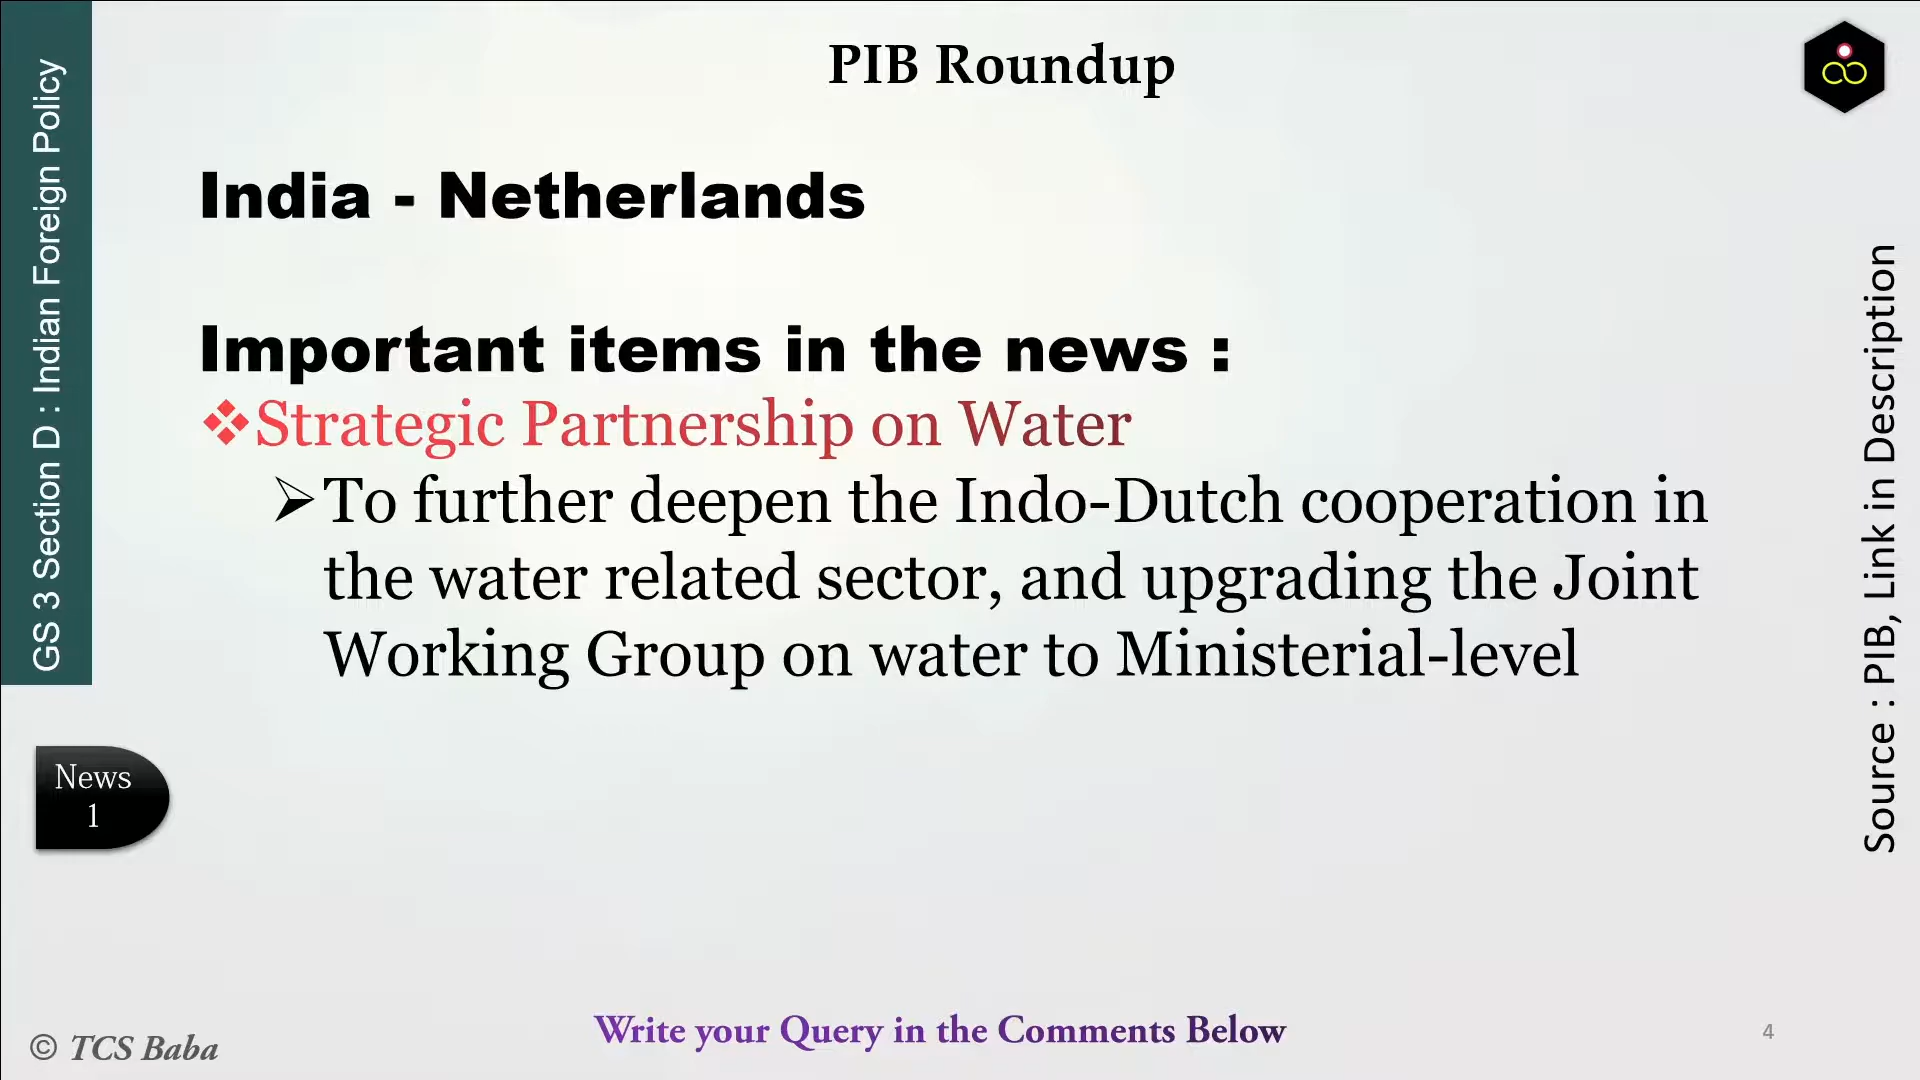 PIB Roundup
GS 3 Section D : Indian Foreign Policy
India - Netherlands
Important items in the news :
❖Strategic Partnership on Water
➢To further deepen the Indo-Dutch cooperation in
the water related sector, and upgrading the Joint
Working Group on water to Ministerial-level
Source : PIB, Link in Description
News
1
Write your Query in the Comments Below
© TCS Baba
4